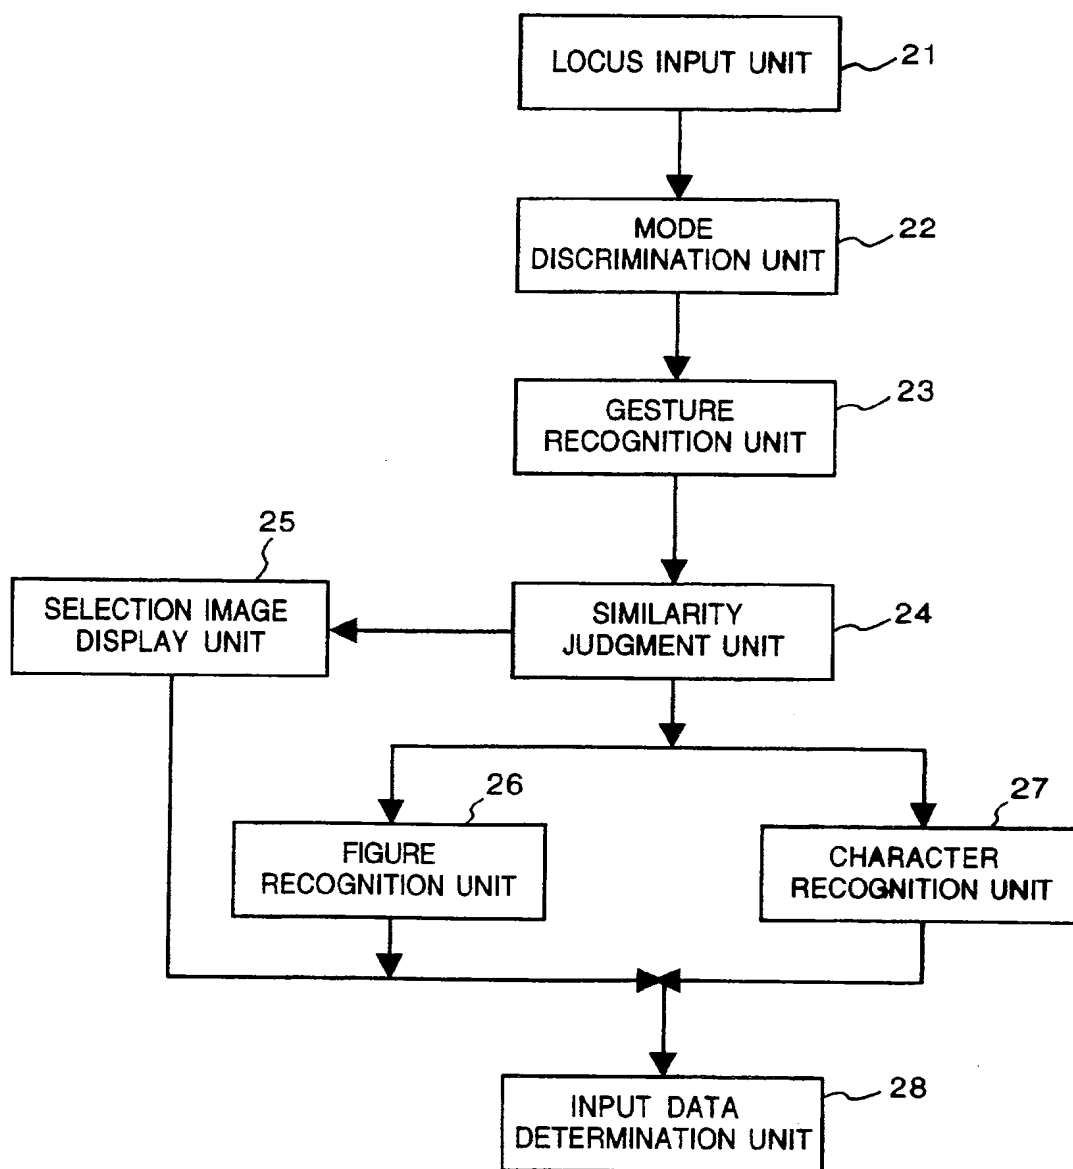 LOCUS INPUT UNIT
21
MODE
DISCRIMINATION UNIT
22
GESTURE
RECOGNITION UNIT
23
25
SELECTION IMAGE
DISPLAY UNIT
SIMILARITY
JUDGMENT UNIT
24
26
FIGURE
RECOGNITION UNIT
27
CHARACTER
RECOGNITION UNIT
INPUT DATA
DETERMINATION UNIT
28